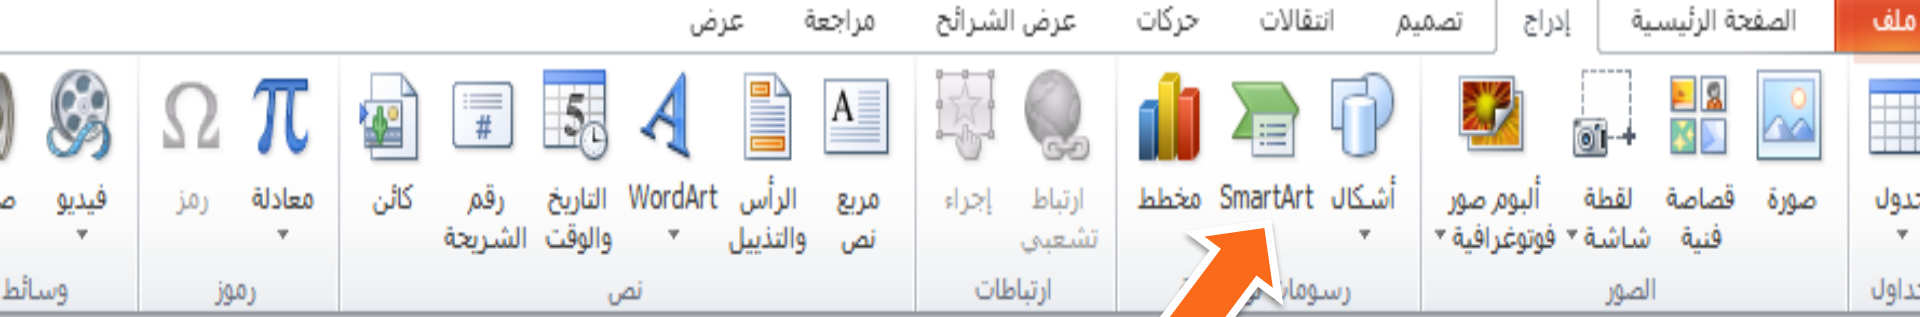 ملف الصفحة الرئيسية إدراج تصميم انتقالات حركات عرض الشرائح مراجعة عرض
صورة
قصاصة
فنية
لقطة
شاشة
ألبوم صور
فوتوغرافية
الصور
أشكال
SmartArt
مخطط
رسومات
ارتباط
تشعبي
إجراء
ارتباطات
مربع
نص
الرأس
والتذييل
WordArt
التاريخ
والوقت
رقم
الشريحة
كائن
نص
معادلة
رمز
رموز
فيديو
وسائط